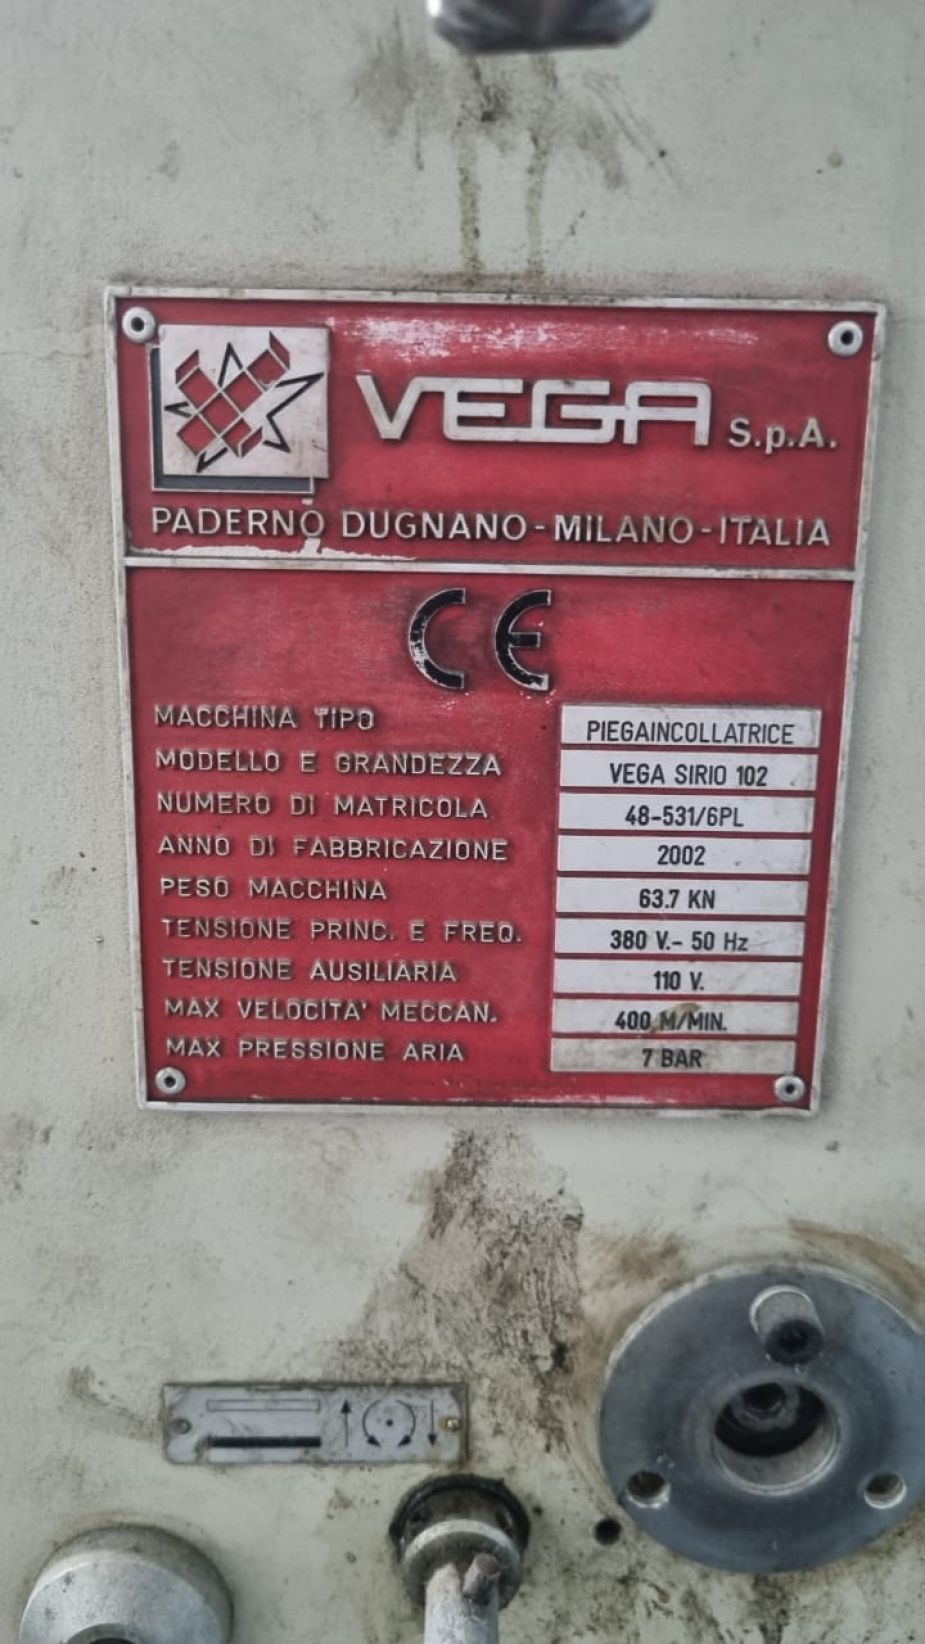 VEGA S.p.A.
PADERNO DUGNANO - MILANO - ITALIA
CE
MACCHINA TIPO PIEGAINCOLLATRICE
MODELLO E GRANDEZZA VEGA SIRIO 102
NUMERO DI MATRICOLA 48-531/6PL
ANNO DI FABBRICAZIONE 2002
PESO MACCHINA 63.7 KN
TENSIONE PRINC. E FREQ. 380 V.- 50 Hz
TENSIONE AUSILIARIA 110 V.
MAX VELOCITA' MECCAN. 400 M/MIN.
MAX PRESSIONE ARIA 7 BAR